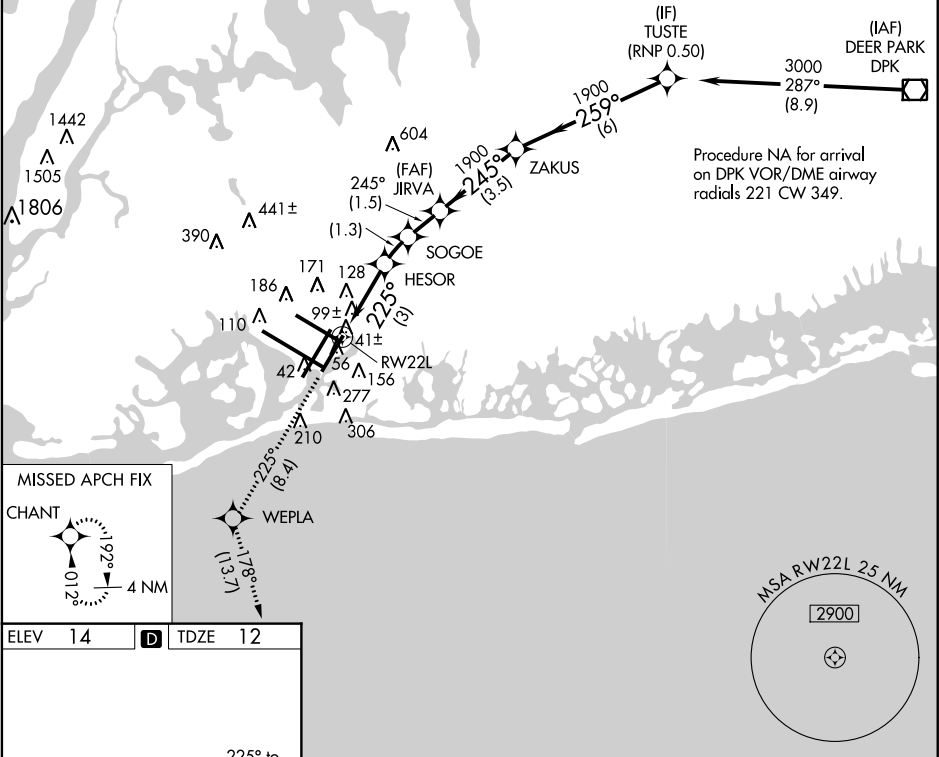 (IF)
TUSTE
(RNP 0.50)
(IAF)
DEER PARK
DPK
3000
287°
(8.9)
1900
259°
(6)
1442
1505
1806
604
441±
390
(FAF)
JIRVA
1900
245°
(3.5)
ZAKUS
Procedure NA for arrival
on DPK VOR/DME airway
radials 221 CW 349.
245°
(1.5)
(1.3)
SOGOE
HESOR
171
128
186
99±
110
225°
(3)
41±
56
RW22L
42
156
277
210
306
225°
(8.4)
WEPLA
178°
(13.7)
MISSED APCH FIX
CHANT
192°
012°
4 NM
MSA RW22L 25 NM
2900
ELEV 14 D TDZE 12
225° to